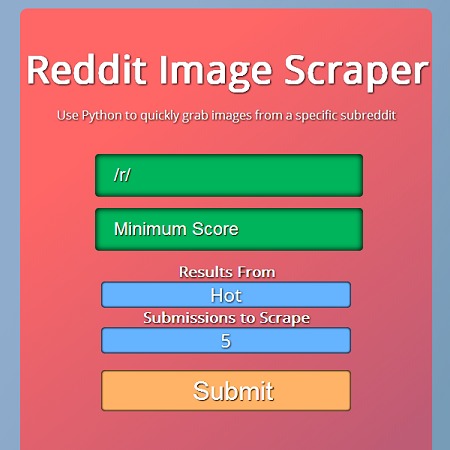 Reddit Image Scraper
Use Python to quickly grab images from a specific subreddit
/r/
Minimum Score
Results From
Hot
Submissions to Scrape
5
Submit